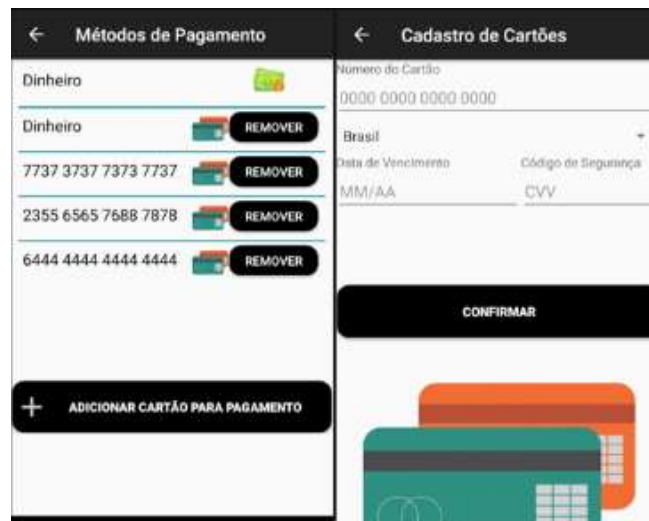 Métodos de Pagamento
Dinheiro
Dinheiro
REMOVER
7737 3737 7373 7737
REMOVER
2355 6565 7688 7878
REMOVER
6444 4444 4444 4444
REMOVER
ADICIONAR CARTÃO PARA PAGAMENTO
Cadastro de Cartões
Número do Cartão
0000 0000 0000 0000
Brasil
Data de Vencimento
Código de Segurança
MM/AA
CVV
CONFIRMAR